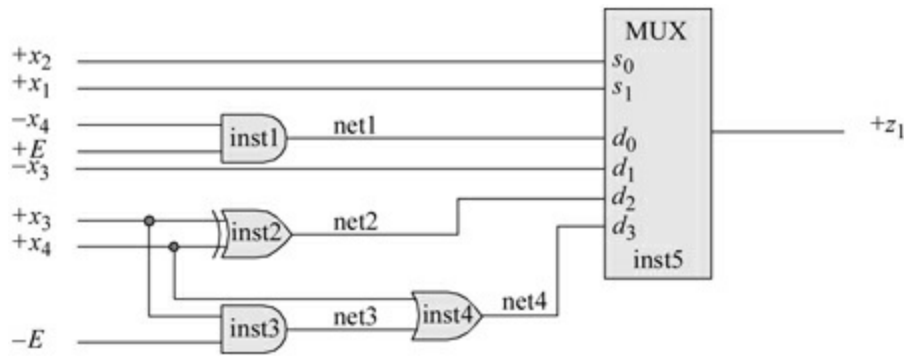 MUX
+x₂
s₀
+x₁
s₁
−x₄
net1
+z₁
inst1
d₀
+E
−x₃
d₁
d₂
+x₃
net2
d₃
inst2
+x₄
inst5
net4
inst3
net3
inst4
−E